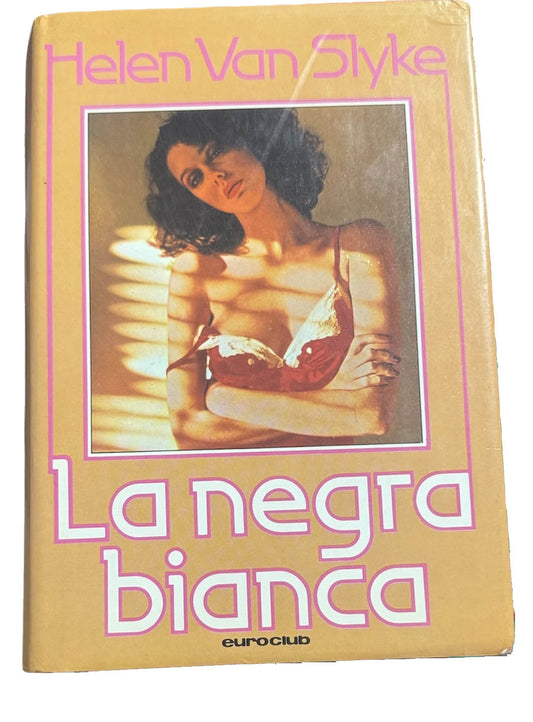 Helen Van Slyke
La negra
bianca
euroclub